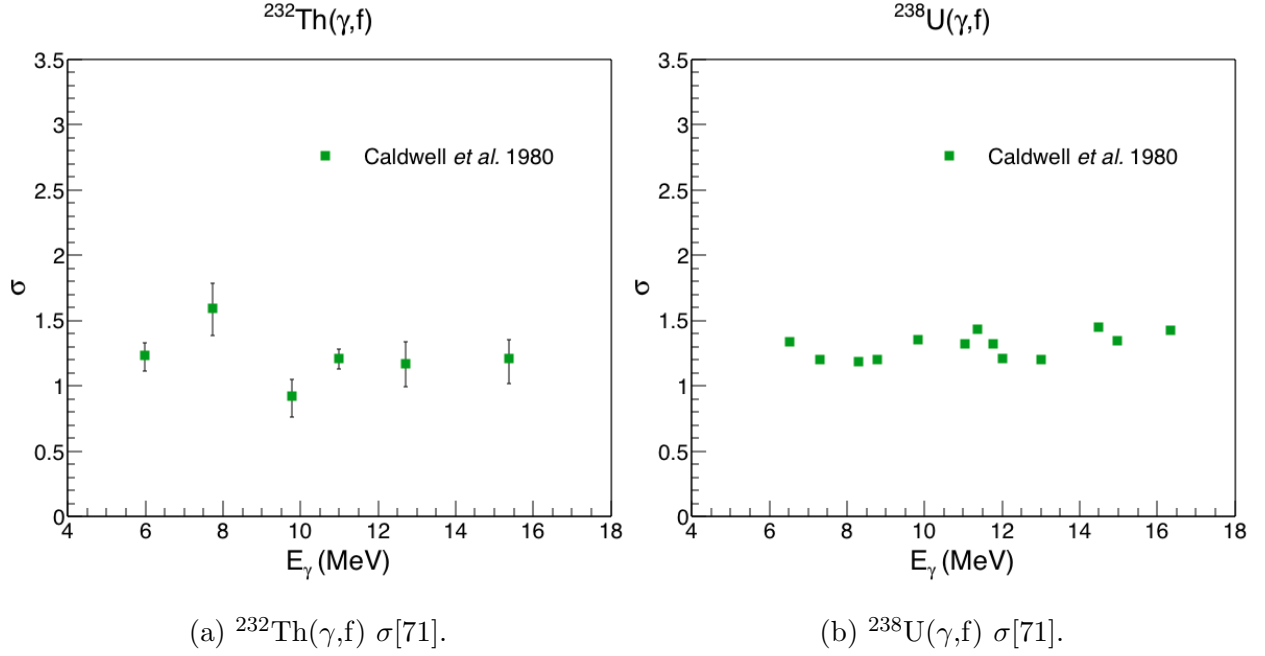 ²³²Th(γ,f)
3.5
3
2.5
2
1.5
1
0.5
0
σ
Caldwell et al. 1980
4 6 8 10 12 14 16 18
E_γ (MeV)
(a) ²³²Th(γ,f) σ[71].
²³⁸U(γ,f)
3.5
3
2.5
2
1.5
1
0.5
0
σ
Caldwell et al. 1980
4 6 8 10 12 14 16 18
E_γ (MeV)
(b) ²³⁸U(γ,f) σ[71].